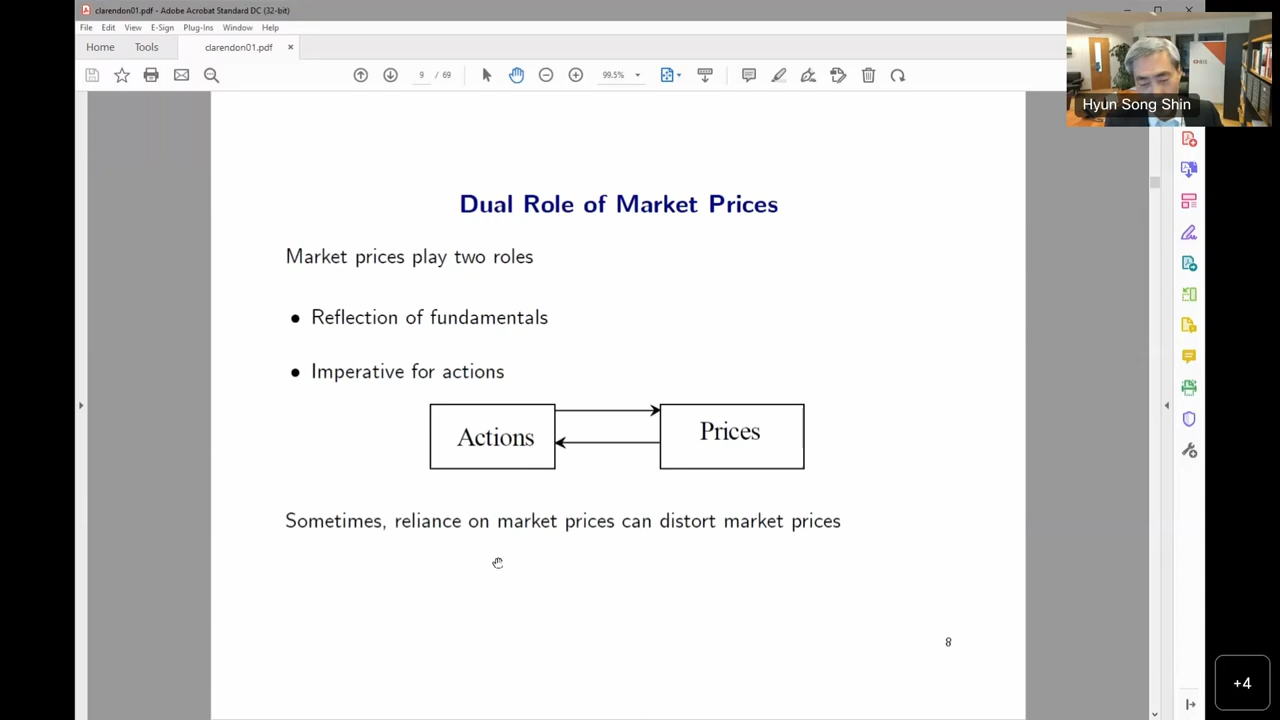 clarendon01.pdf - Adobe Acrobat Standard DC (32-bit)
File Edit View E-Sign Plug-Ins Window Help
Home Tools clarendon01.pdf ×
9 / 69 99.5%
Hyun Song Shin
Dual Role of Market Prices
Market prices play two roles
• Reflection of fundamentals
• Imperative for actions
Actions Prices
Sometimes, reliance on market prices can distort market prices
8
+4